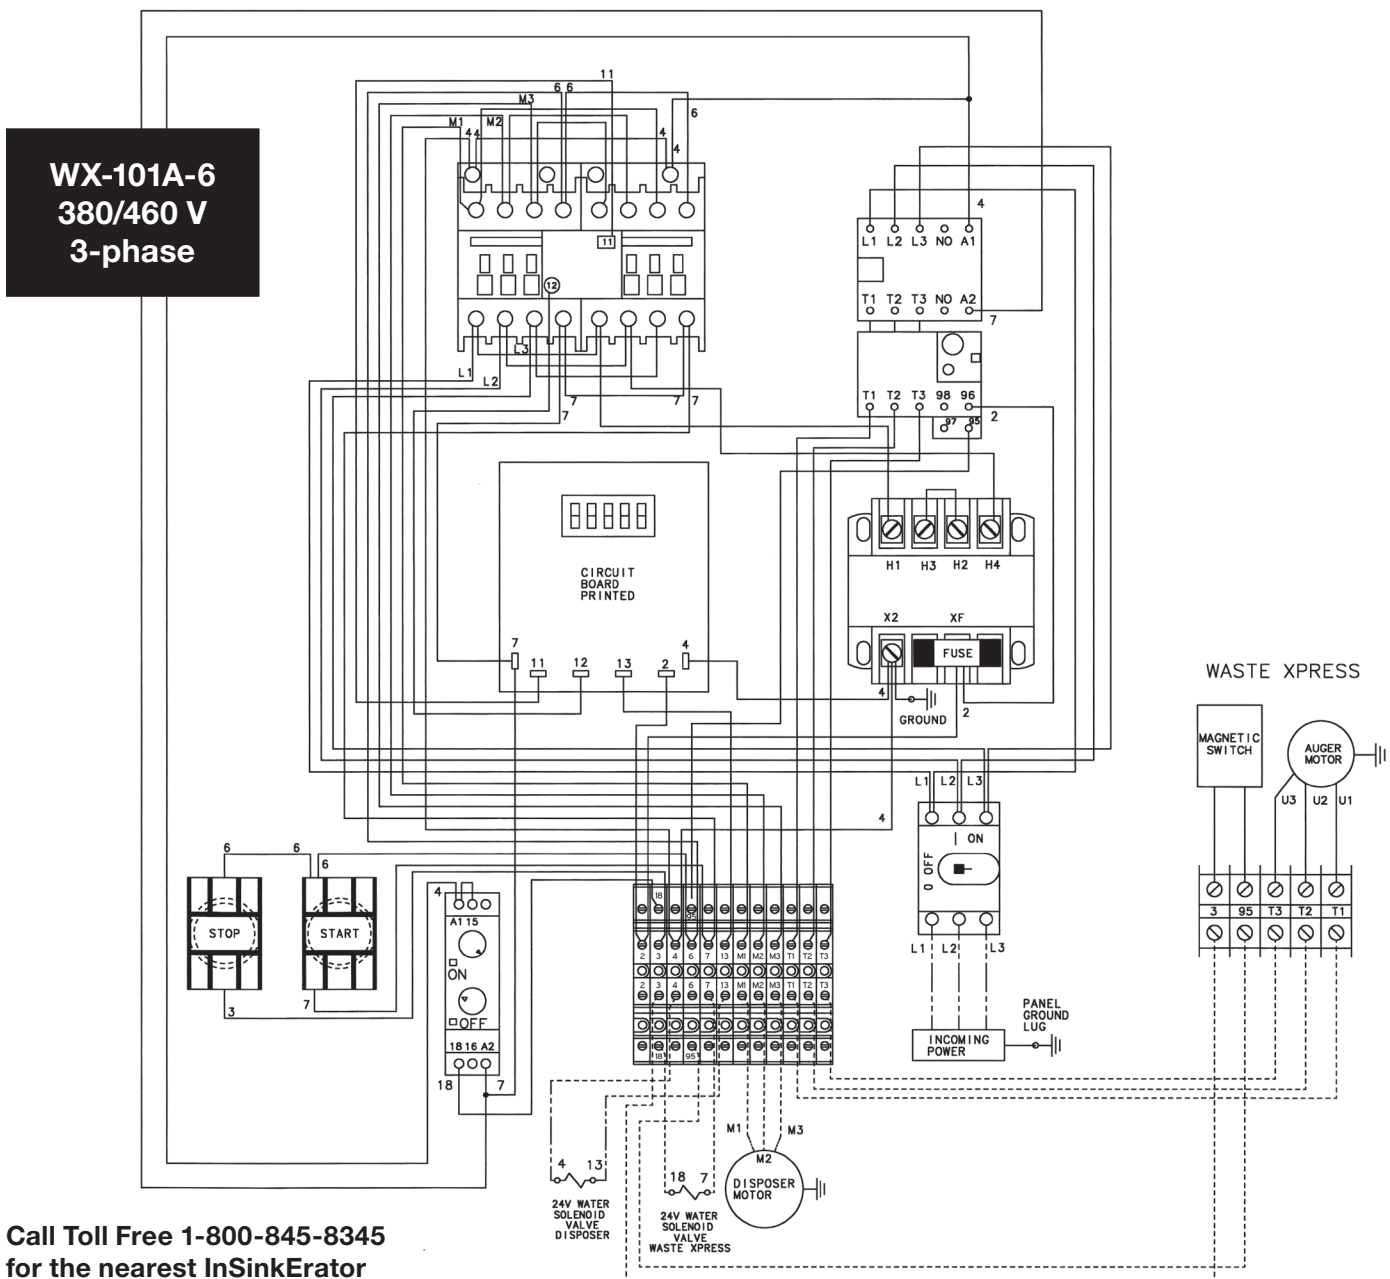 WX-101A-6
380/460 V
3-phase
11
6 6
M3
6
M1
4 4
M2
4
4
11
12
L3
L1
L2
7
7
7
7
4
L1 L2 L3 NO A1
T1 T2 T3 NO A2
7
T1 T2 T3 98 96
2
97 95
CIRCUIT
BOARD
PRINTED
7
11
12
13
2
4
H1 H3 H2 H4
X2
XF
FUSE
4
GROUND
2
4
WASTE XPRESS
MAGNETIC
SWITCH
AUGER
MOTOR
U3 U2 U1
3 95 T3 T2 T1
L1 L2 L3
ON
O OFF
L1 L2 L3
INCOMING
POWER
PANEL
GROUND
LUG
6
6
6
STOP
START
3
7
4
A1 15
ON
OFF
18 16 A2
18
7
18
95
2 3 4 6 7 13 M1 M2 M3 T1 T2 T3
2 3 4 6 7 13 M1 M2 M3 T1 T2 T3
18
95
M1
M3
M2
DISPOSER
MOTOR
4 13
24V WATER
SOLENOID
VALVE
DISPOSER
18 7
24V WATER
SOLENOID
VALVE
WASTE XPRESS
Call Toll Free 1-800-845-8345
for the nearest InSinkErator